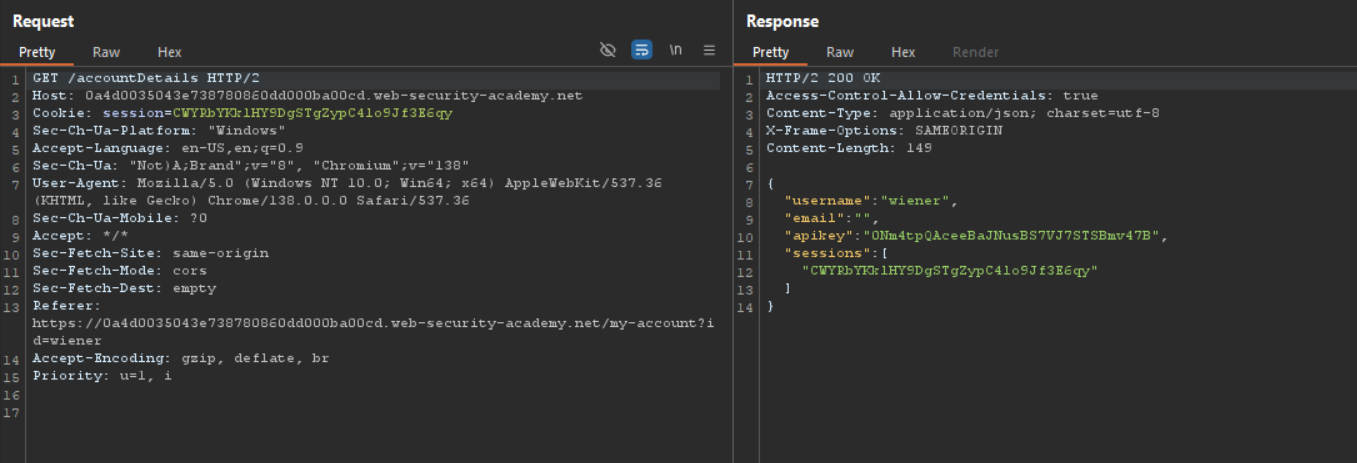 Request
Pretty Raw Hex \n
1 GET /accountDetails HTTP/2
2 Host: 0a4d0035043e738780860dd000ba00cd.web-security-academy.net
3 Cookie: session=CWYRbYKklHY9DgSTgZypC4lo9Jf3E6qy
4 Sec-Ch-Ua-Platform: "Windows"
5 Accept-Language: en-US,en;q=0.9
6 Sec-Ch-Ua: "Not)A;Brand";v="8", "Chromium";v="138"
7 User-Agent: Mozilla/5.0 (Windows NT 10.0; Win64; x64) AppleWebKit/537.36
(KHTML, like Gecko) Chrome/138.0.0.0 Safari/537.36
8 Sec-Ch-Ua-Mobile: ?0
9 Accept: */*
10 Sec-Fetch-Site: same-origin
11 Sec-Fetch-Mode: cors
12 Sec-Fetch-Dest: empty
13 Referer:
https://0a4d0035043e738780860dd000ba00cd.web-security-academy.net/my-account?i
d=wiener
14 Accept-Encoding: gzip, deflate, br
15 Priority: u=1, i
16
17
Response
Pretty Raw Hex Render
1 HTTP/2 200 OK
2 Access-Control-Allow-Credentials: true
3 Content-Type: application/json; charset=utf-8
4 X-Frame-Options: SAMEORIGIN
5 Content-Length: 149
6
7 {
8 "username":"wiener",
9 "email":"",
10 "apikey":"0Nm4tpQAceeBaJNusBS7VJ7STSBmv47B",
11 "sessions":[
12 "CWYRbYKklHY9DgSTgZypC4lo9Jf3E6qy"
13 ]
14 }